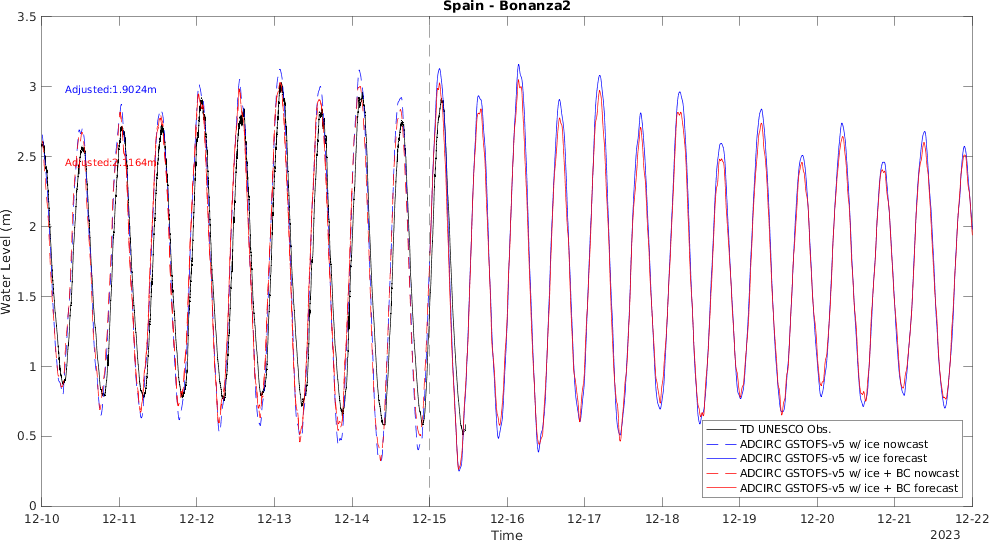 Spain - Bonanza2
3.5
3
2.5
2
1.5
1
0.5
0
Water Level (m)
Adjusted:1.9024m
Adjusted:2.1164m
TD UNESCO Obs.
ADCIRC GSTOFS-v5 w/ ice nowcast
ADCIRC GSTOFS-v5 w/ ice forecast
ADCIRC GSTOFS-v5 w/ ice + BC nowcast
ADCIRC GSTOFS-v5 w/ ice + BC forecast
12-10 12-11 12-12 12-13 12-14 12-15 12-16 12-17 12-18 12-19 12-20 12-21 12-22
Time
2023